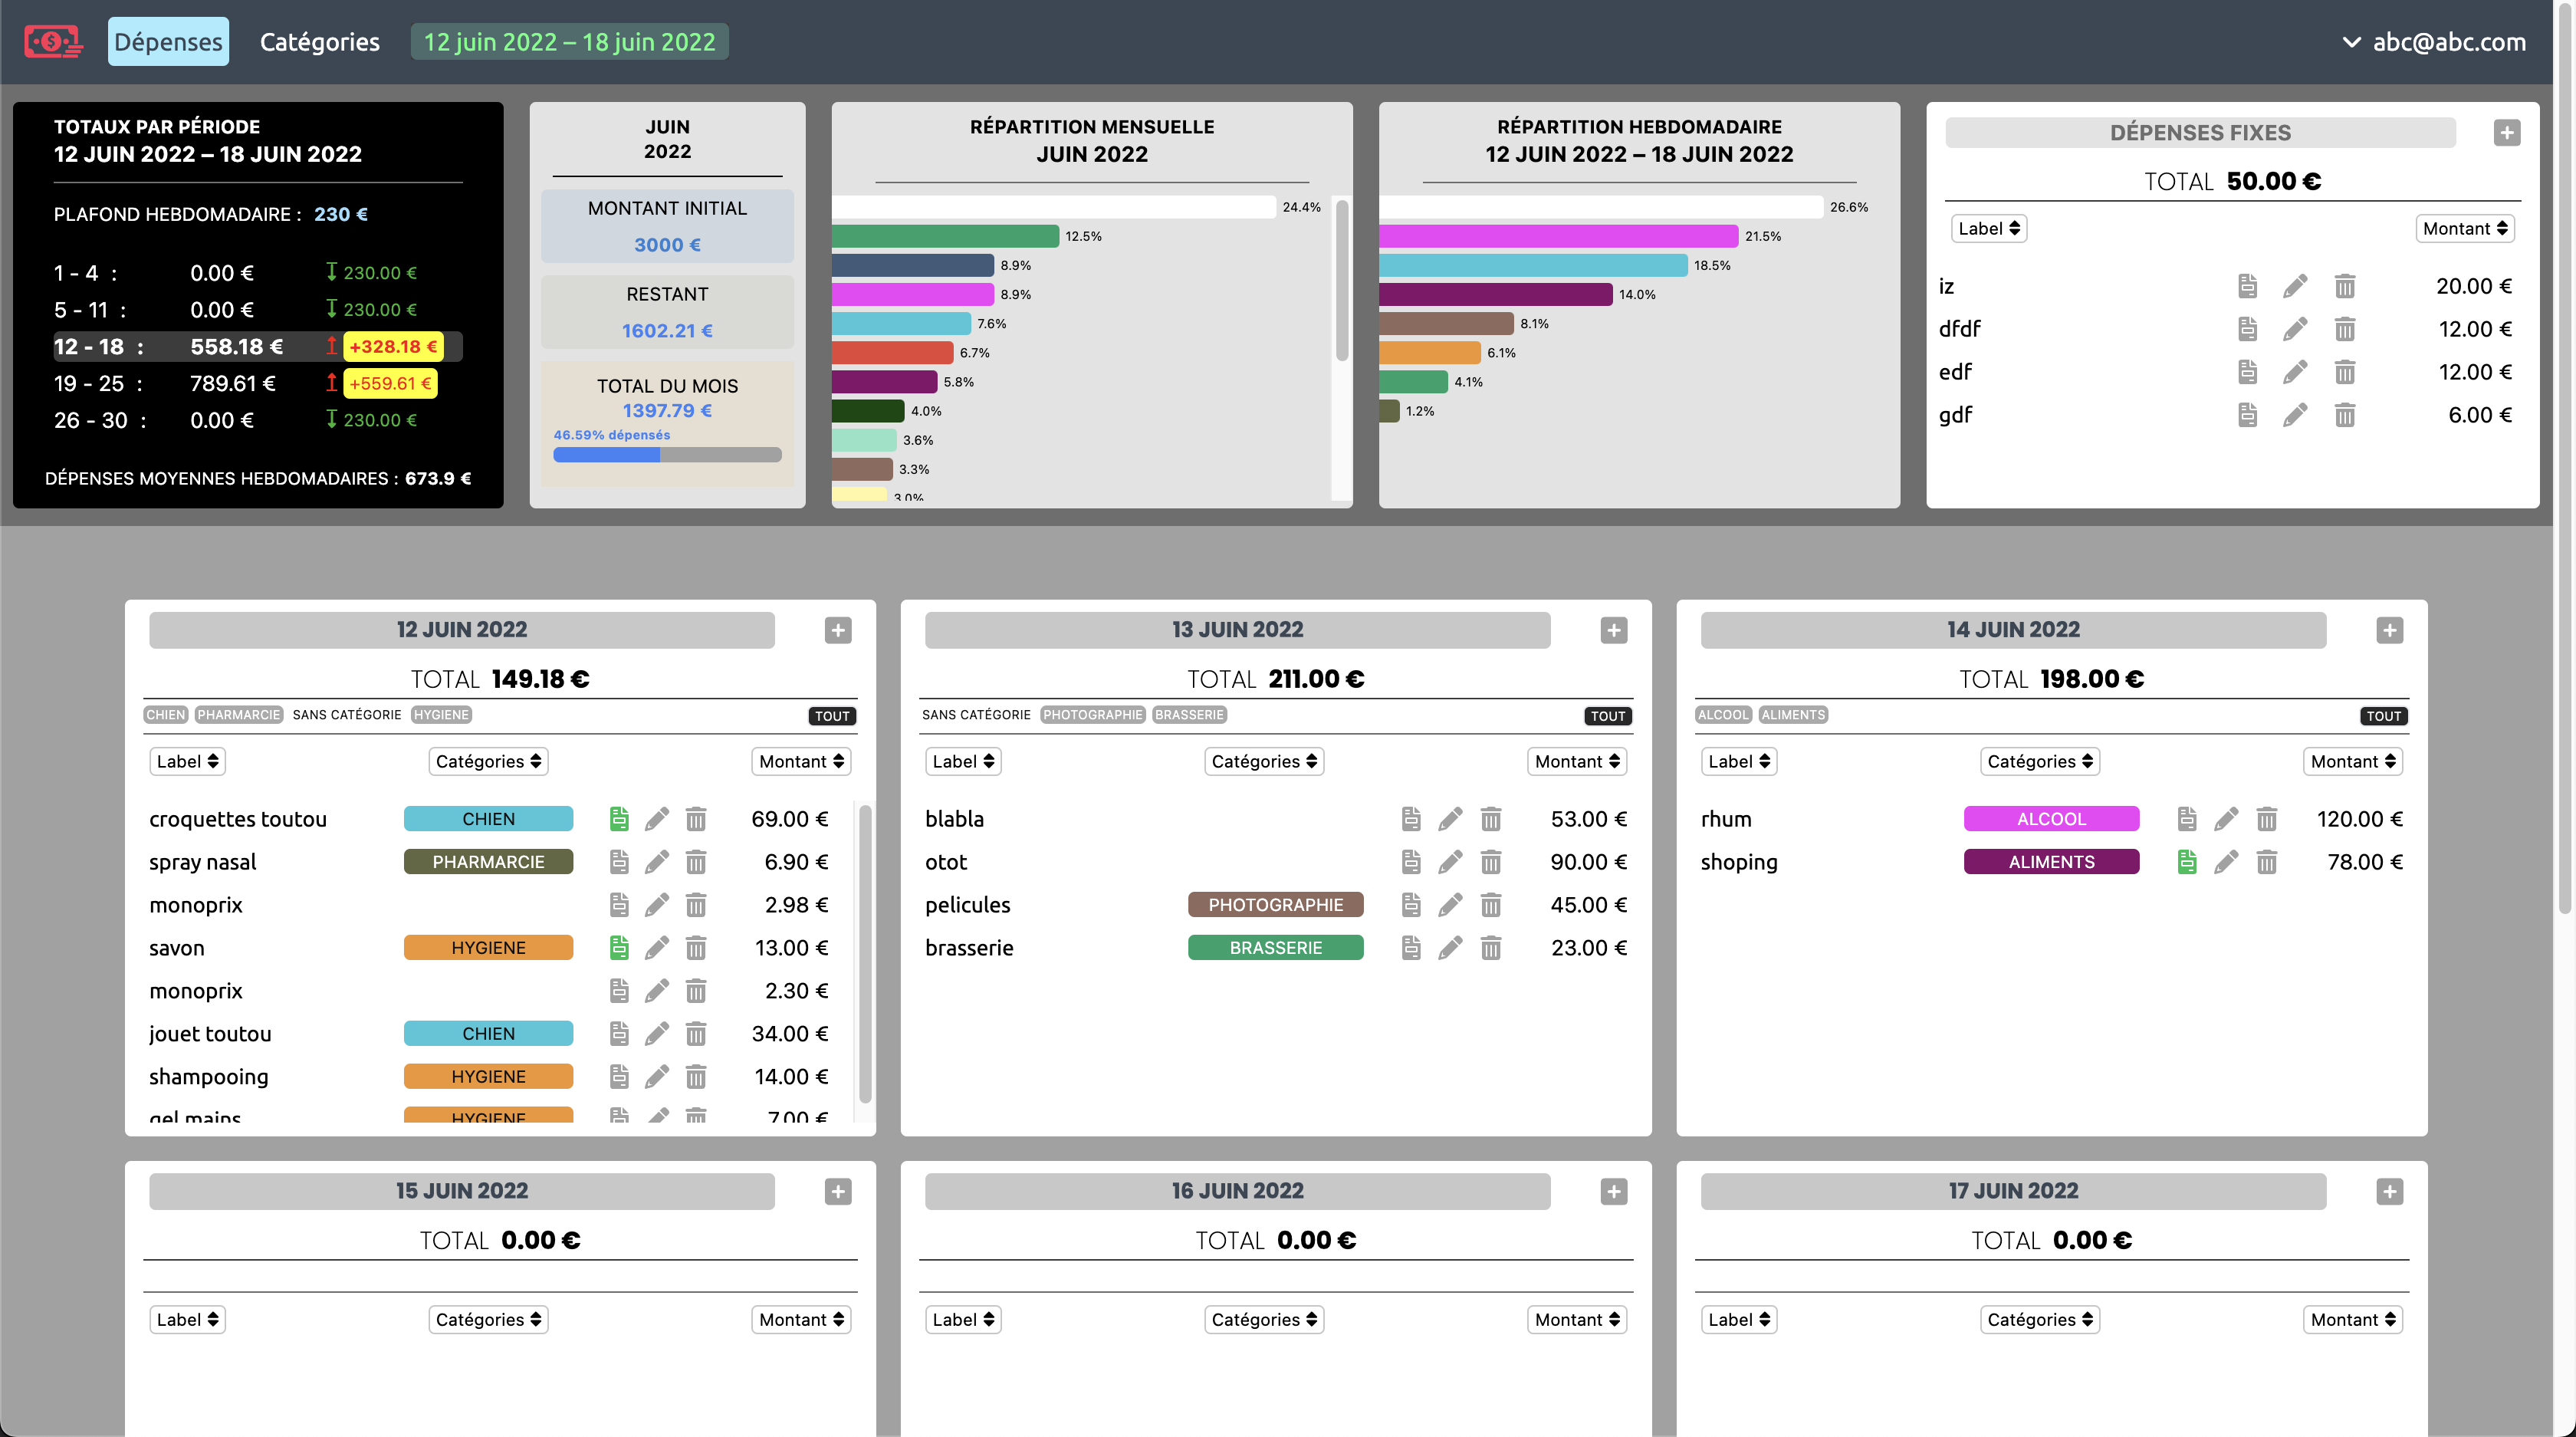 Dépenses Catégories 12 juin 2022 – 18 juin 2022 abc@abc.com
TOTAUX PAR PÉRIODE
12 JUIN 2022 – 18 JUIN 2022
PLAFOND HEBDOMADAIRE : 230 €
1 - 4 : 0.00 € 230.00 €
5 - 11 : 0.00 € 230.00 €
12 - 18 : 558.18 € +328.18 €
19 - 25 : 789.61 € +559.61 €
26 - 30 : 0.00 € 230.00 €
DÉPENSES MOYENNES HEBDOMADAIRES : 673.9 €
JUIN
2022
MONTANT INITIAL
3000 €
RESTANT
1602.21 €
TOTAL DU MOIS
1397.79 €
46.59% dépensés
RÉPARTITION MENSUELLE
JUIN 2022
24.4%
12.5%
8.9%
8.9%
7.6%
6.7%
5.8%
4.0%
3.6%
3.3%
3.0%
RÉPARTITION HEBDOMADAIRE
12 JUIN 2022 – 18 JUIN 2022
26.6%
21.5%
18.5%
14.0%
8.1%
6.1%
4.1%
1.2%
DÉPENSES FIXES
TOTAL 50.00 €
Label Montant
iz 20.00 €
dfdf 12.00 €
edf 12.00 €
gdf 6.00 €
12 JUIN 2022
TOTAL 149.18 €
CHIEN PHARMARCIE SANS CATÉGORIE HYGIENE TOUT
Label Catégories Montant
croquettes toutou CHIEN 69.00 €
spray nasal PHARMARCIE 6.90 €
monoprix 2.98 €
savon HYGIENE 13.00 €
monoprix 2.30 €
jouet toutou CHIEN 34.00 €
shampooing HYGIENE 14.00 €
gel mains HYGIENE 7.00 €
13 JUIN 2022
TOTAL 211.00 €
SANS CATÉGORIE PHOTOGRAPHIE BRASSERIE TOUT
Label Catégories Montant
blabla 53.00 €
otot 90.00 €
pelicules PHOTOGRAPHIE 45.00 €
brasserie BRASSERIE 23.00 €
14 JUIN 2022
TOTAL 198.00 €
ALCOOL ALIMENTS TOUT
Label Catégories Montant
rhum ALCOOL 120.00 €
shoping ALIMENTS 78.00 €
15 JUIN 2022
TOTAL 0.00 €
Label Catégories Montant
16 JUIN 2022
TOTAL 0.00 €
Label Catégories Montant
17 JUIN 2022
TOTAL 0.00 €
Label Catégories Montant